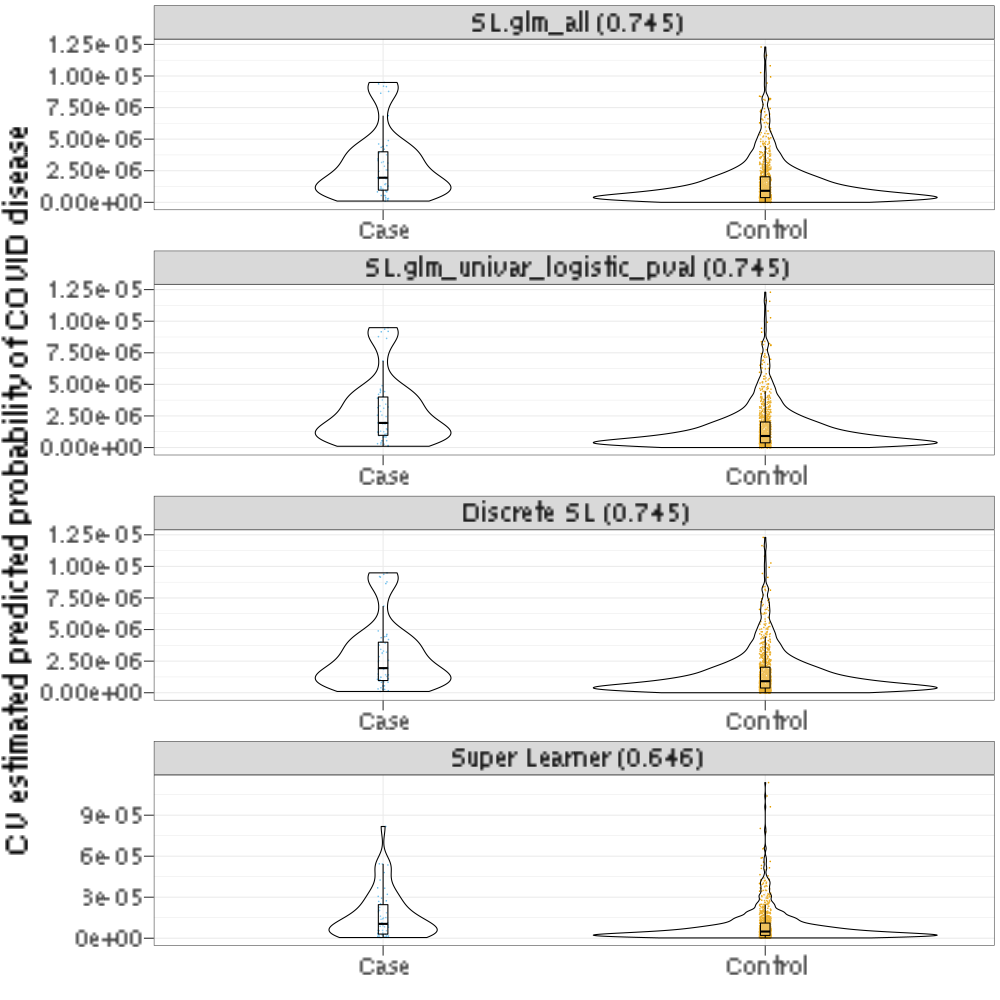 CV estimated predicted probability of COVID disease
SL.glm_all (0.745)
1.25e-05
1.00e-05
7.50e-06
5.00e-06
2.50e-06
0.00e+00
Case Control
SL.glm_univar_logistic_pval (0.745)
1.25e-05
1.00e-05
7.50e-06
5.00e-06
2.50e-06
0.00e+00
Case Control
Discrete SL (0.745)
1.25e-05
1.00e-05
7.50e-06
5.00e-06
2.50e-06
0.00e+00
Case Control
Super Learner (0.646)
9e-05
6e-05
3e-05
0e+00
Case Control